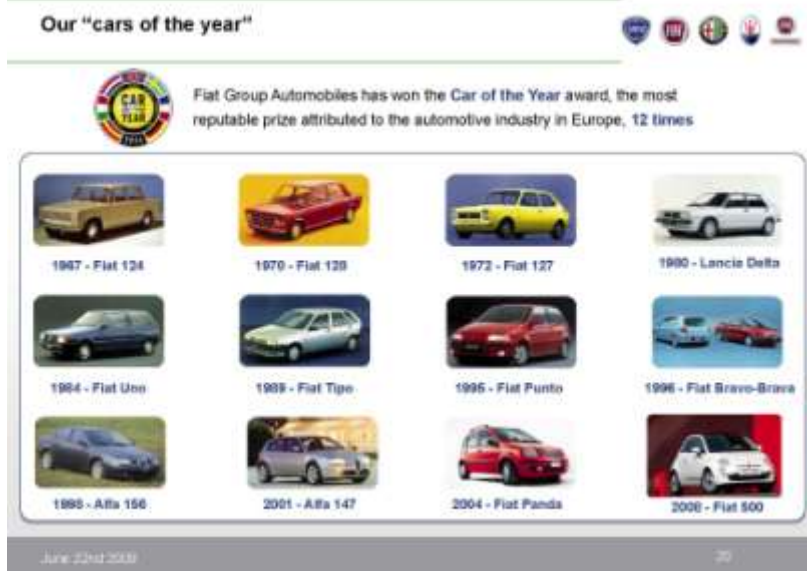 Our “cars of the year”
CAR
YEAR
Fiat Group Automobiles has won the Car of the Year award, the most
reputable prize attributed to the automotive industry in Europe, 12 times
1967 - Fiat 124
1970 - Fiat 128
1972 - Fiat 127
1980 - Lancia Delta
1984 - Fiat Uno
1989 - Fiat Tipo
1995 - Fiat Punto
1996 - Fiat Bravo-Brava
1998 - Alfa 156
2001 - Alfa 147
2004 - Fiat Panda
2008 - Fiat 500
June 22nd 2009
20